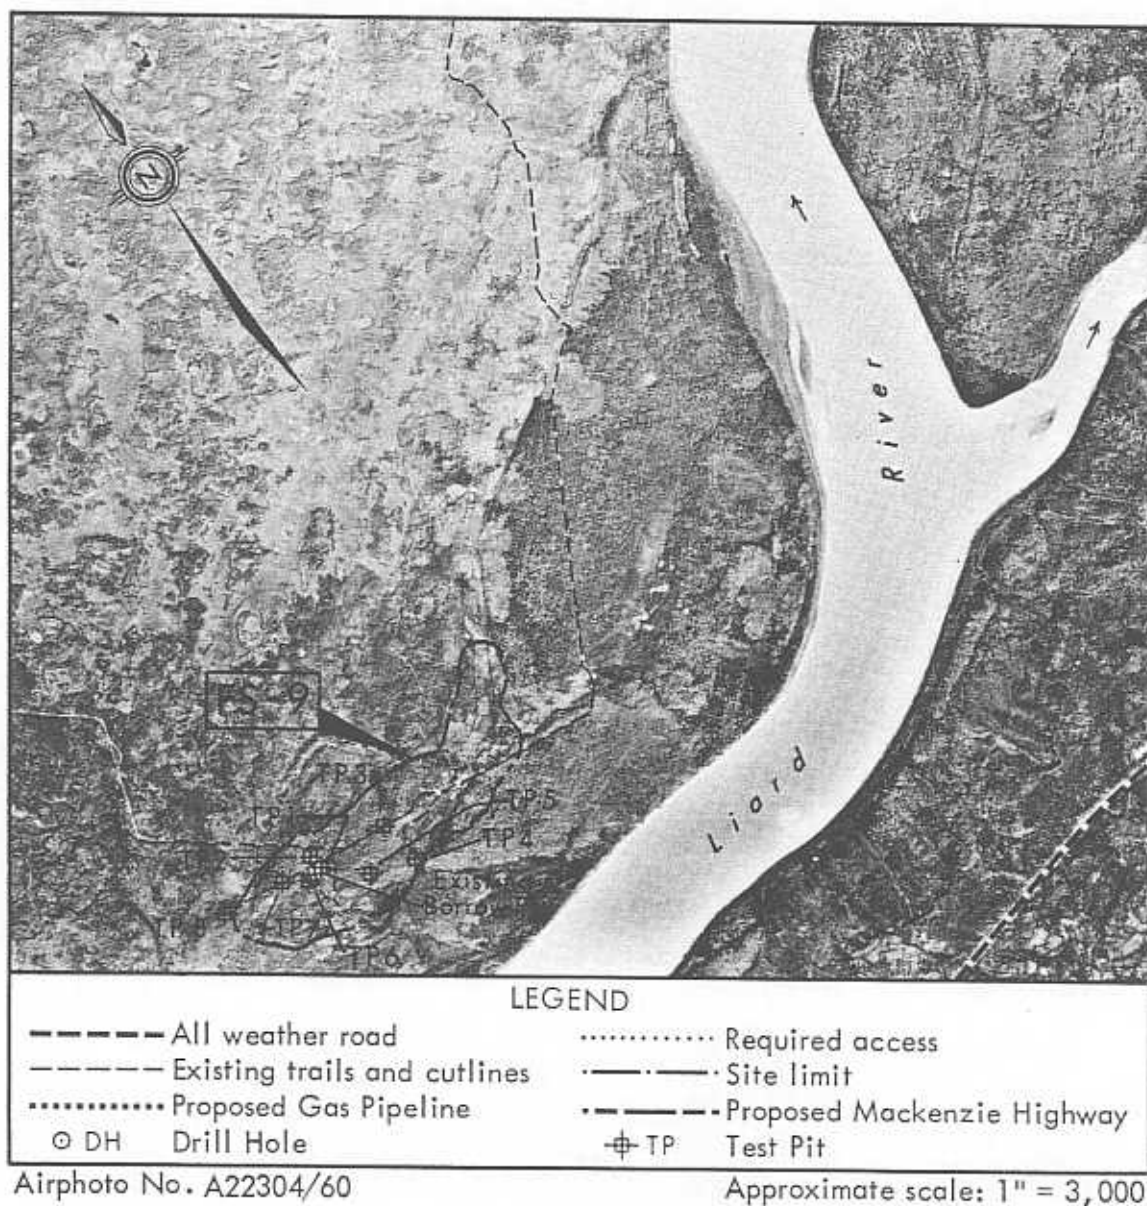 N
River
FS-9
TP3
TP5
TP4
Liard
TP6
LEGEND
All weather road
Existing trails and cutlines
Proposed Gas Pipeline
DH Drill Hole
Required access
Site limit
Proposed Mackenzie Highway
TP Test Pit
Airphoto No. A22304/60
Approximate scale: 1" = 3,000